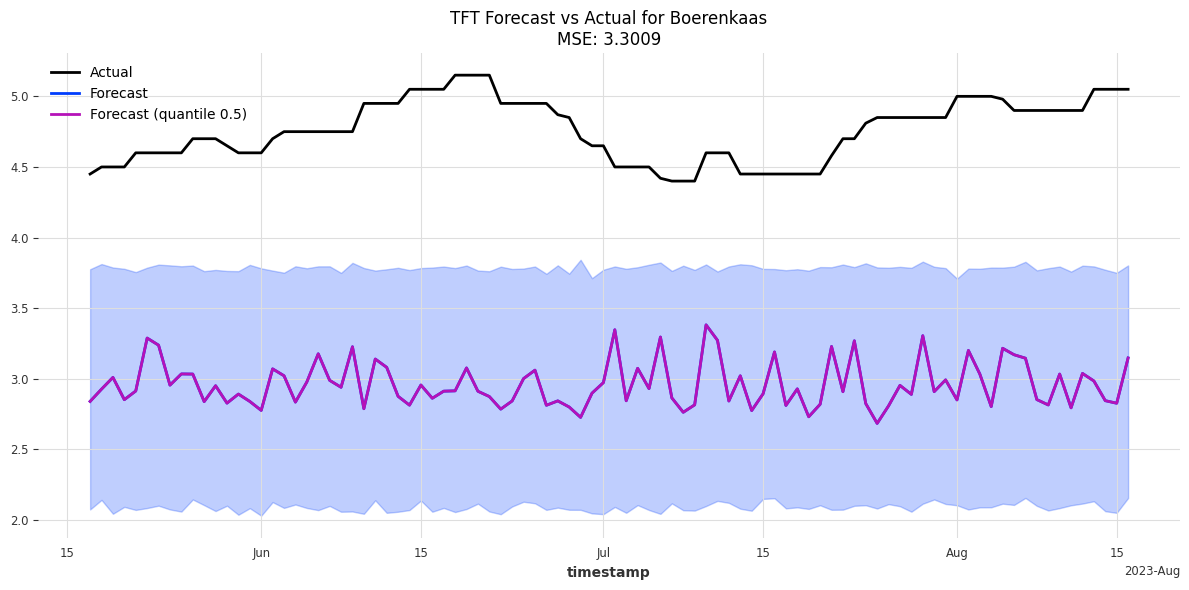 TFT Forecast vs Actual for Boerenkaas
MSE: 3.3009
Actual
Forecast
Forecast (quantile 0.5)
5.0
4.5
4.0
3.5
3.0
2.5
2.0
15 Jun 15 Jul 15 Aug 15
timestamp
2023-Aug